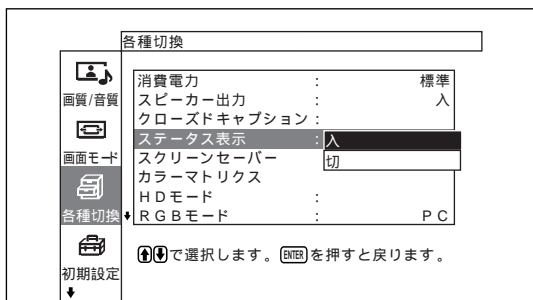 各種切換
画質/音質
画面モード
各種切換
初期設定
消費電力 : 標準
スピーカー出力 : 入
クローズドキャプション :
ステータス表示 : 入
切
スクリーンセーバー
カラーマトリクス
HDモード :
RGBモード : PC
で選択します。ENTERを押すと戻ります。